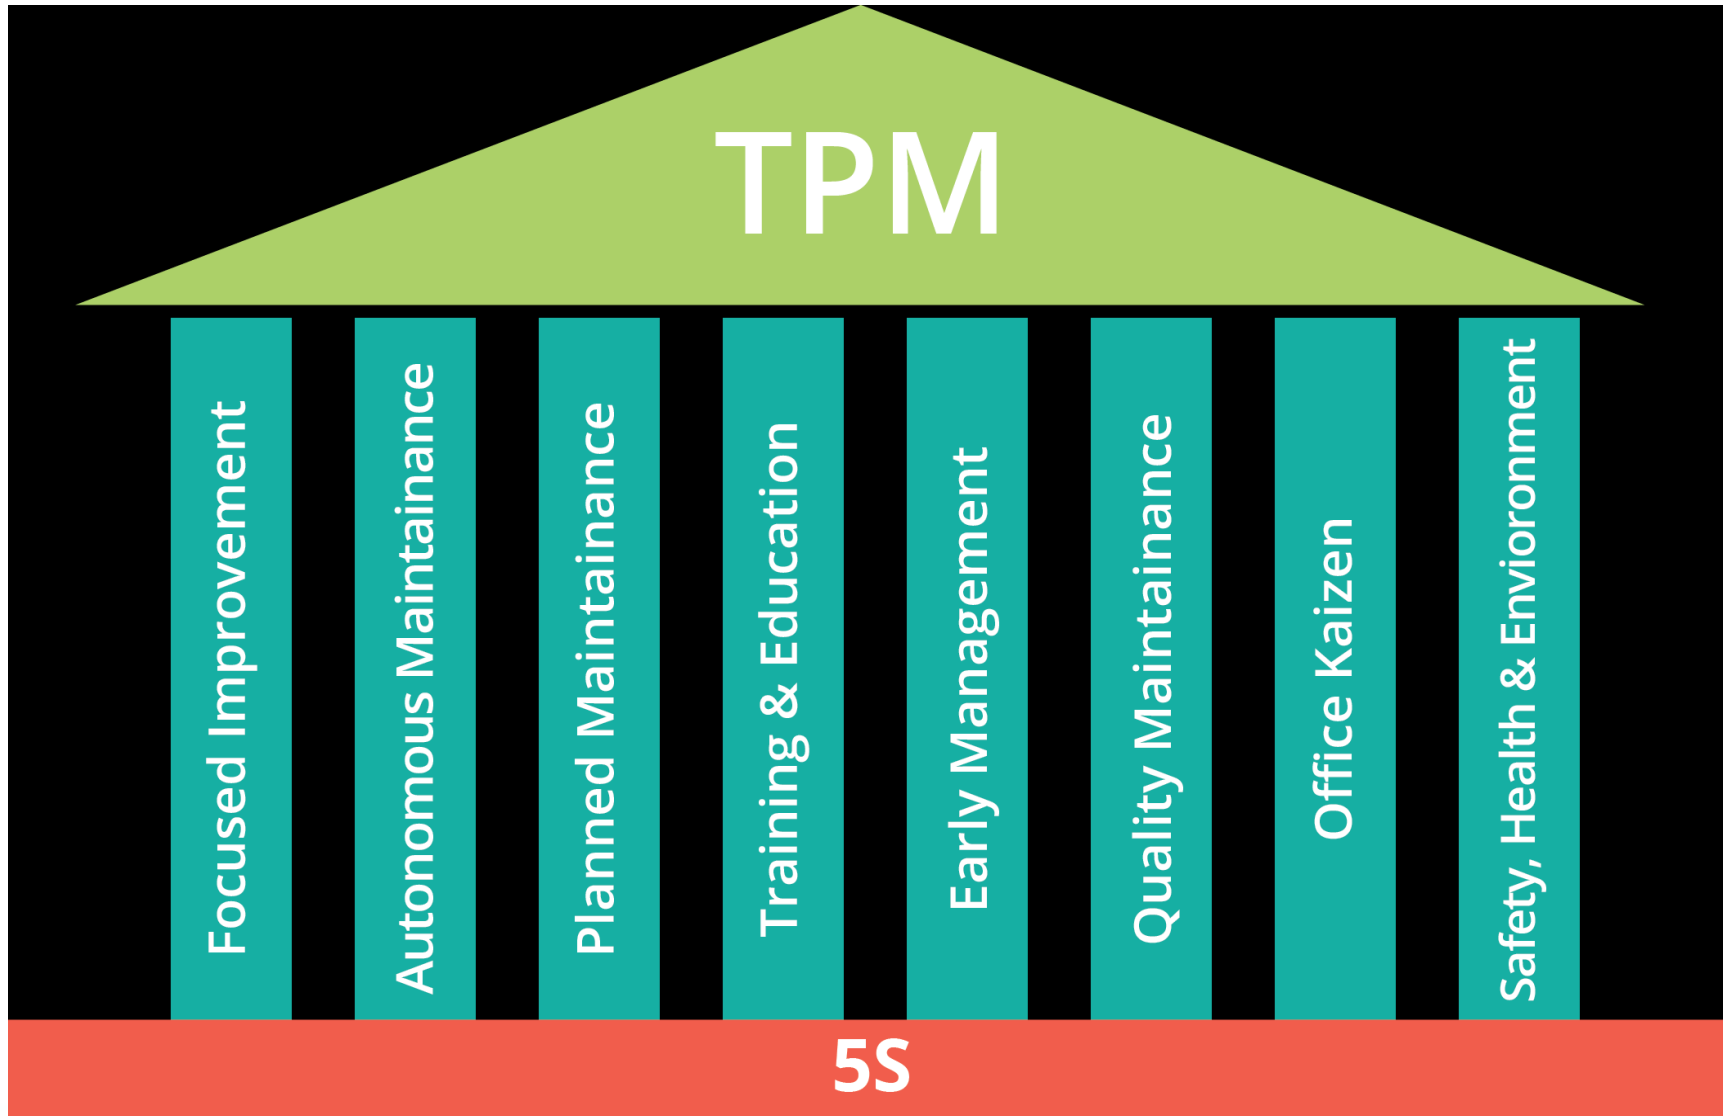 TPM
Focused Improvement
Autonomous Maintainance
Planned Maintainance
Training & Education
Early Management
Quality Maintainance
Office Kaizen
Safety, Health & Envioronment
5S